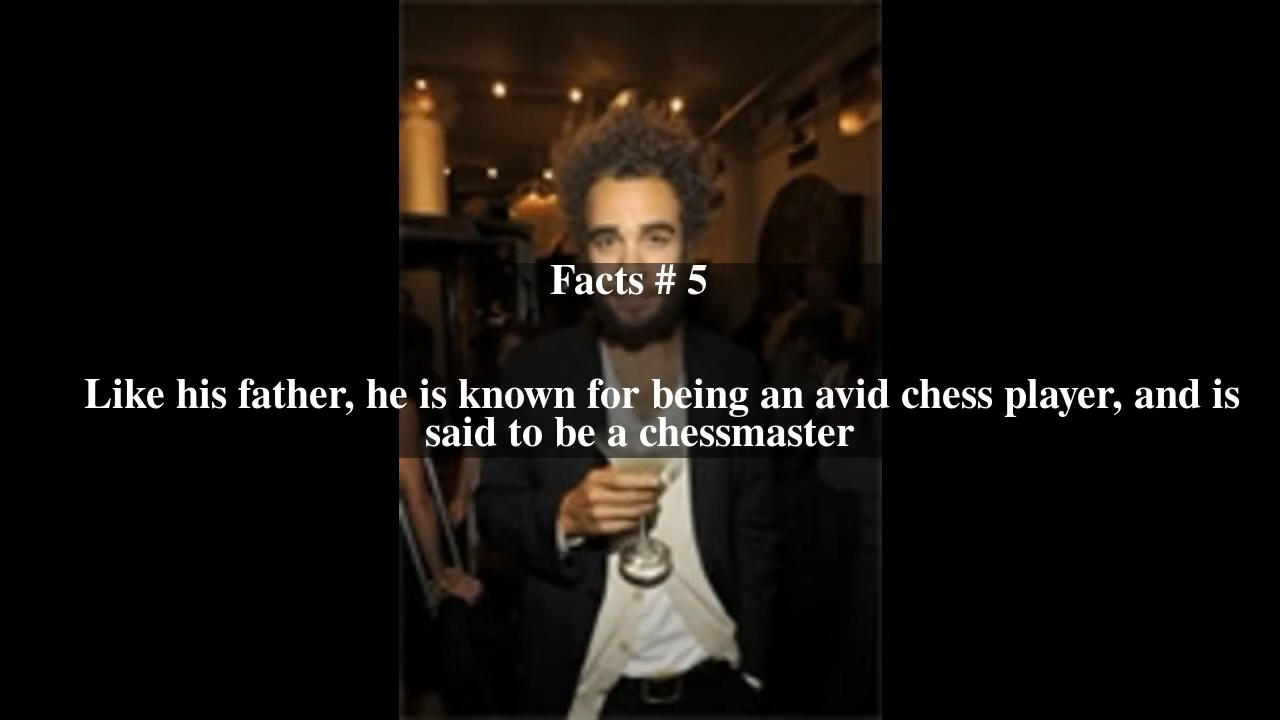 Facts # 5
Like his father, he is known for being an avid chess player, and is
said to be a chessmaster